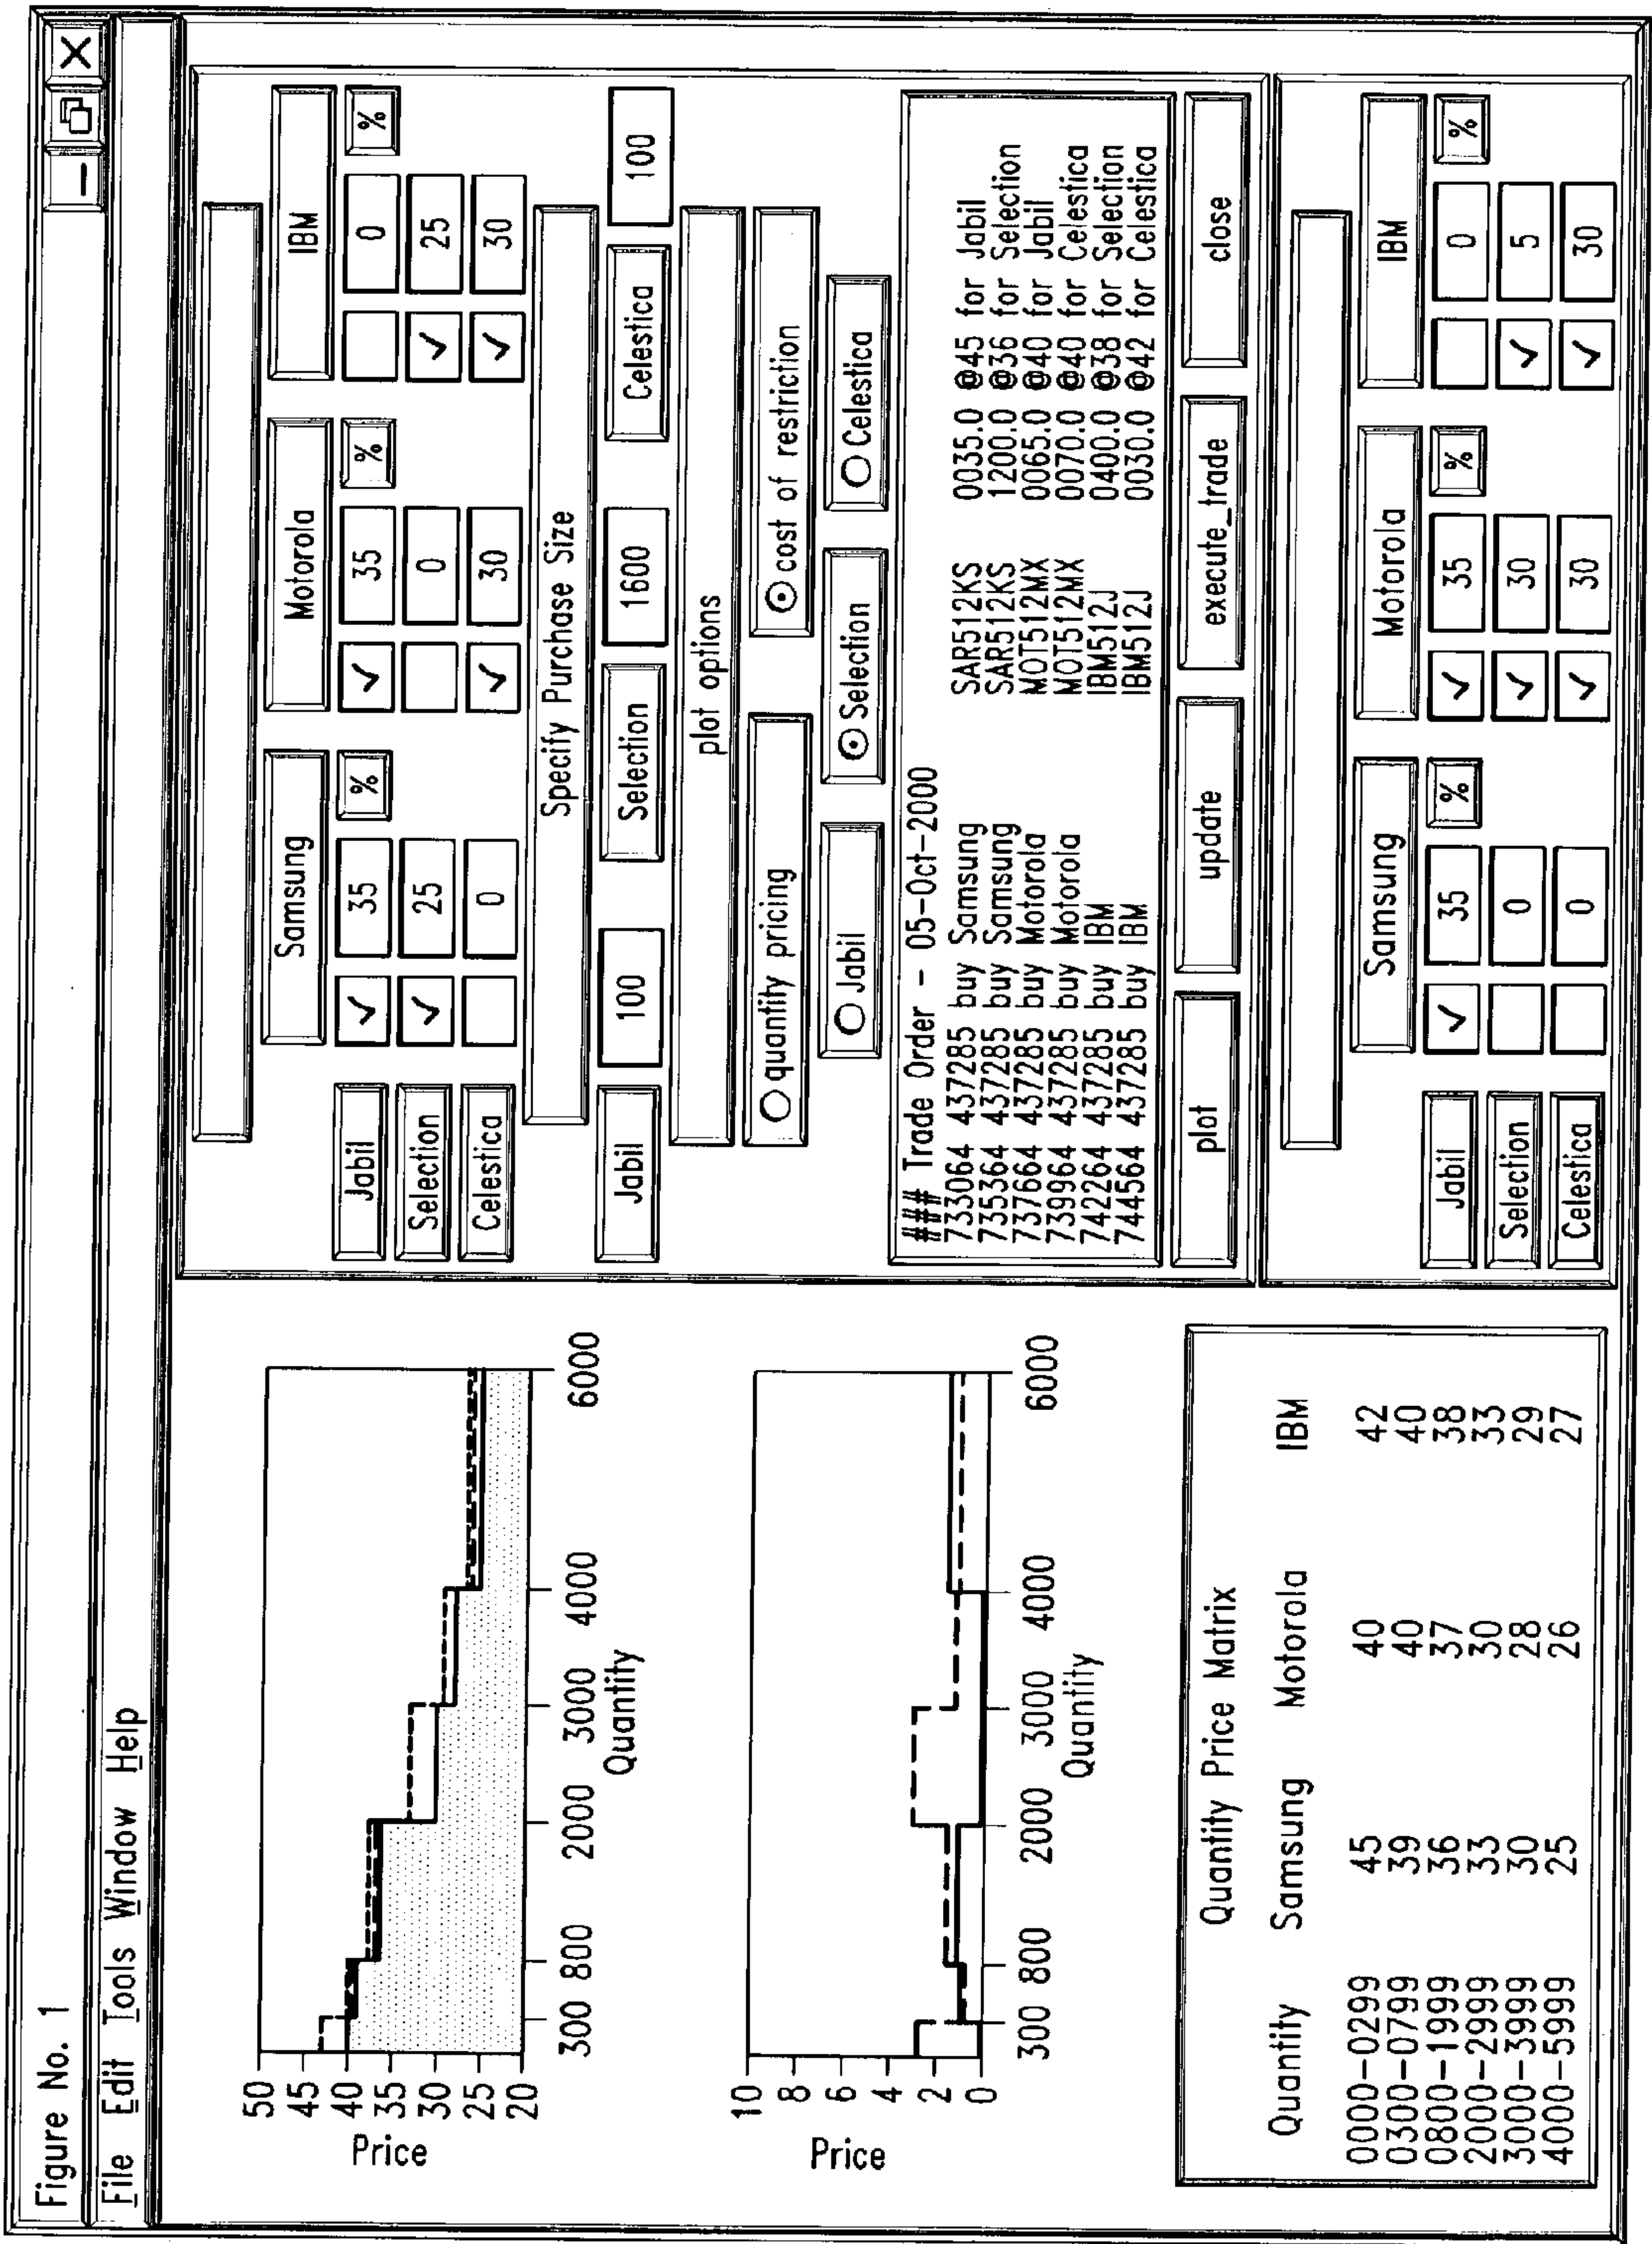 Figure No. 1
File Edit Tools Window Help
50
45
40
35
30
25
20
Price
300 800 2000 3000 4000 6000
Quantity
10
8
6
4
2
0
Price
300 800 2000 3000 4000 6000
Quantity
Quantity Price Matrix
Quantity Samsung Motorola IBM
0000-0299 45 40 42
0300-0799 39 40 40
0800-1999 36 37 38
2000-2999 33 30 33
3000-3999 30 28 29
4000-5999 25 26 27
Samsung Motorola IBM
% % %
Jabil 35 35 0
Selection 25 0 25
Celestica 0 30 30
Specify Purchase Size
Jabil 100 Selection 1600 Celestica 100
plot options
quantity pricing cost of restriction
Jabil Selection Celestica
### Trade Order - 05-Oct-2000
733064 437285 buy Samsung SAR512KS 0035.0 @45 for Jabil
735364 437285 buy Samsung SAR512KS 1200.0 @36 for Selection
737664 437285 buy Motorola MOT512MX 0065.0 @40 for Jabil
739964 437285 buy Motorola MOT512MX 0070.0 @40 for Celestica
742264 437285 buy IBM IBM512J 0400.0 @38 for Selection
744564 437285 buy IBM IBM512J 0030.0 @42 for Celestica
plot update execute_trade close
Samsung Motorola IBM
% % %
Jabil 35 35 0
Selection 0 30 5
Celestica 0 30 30